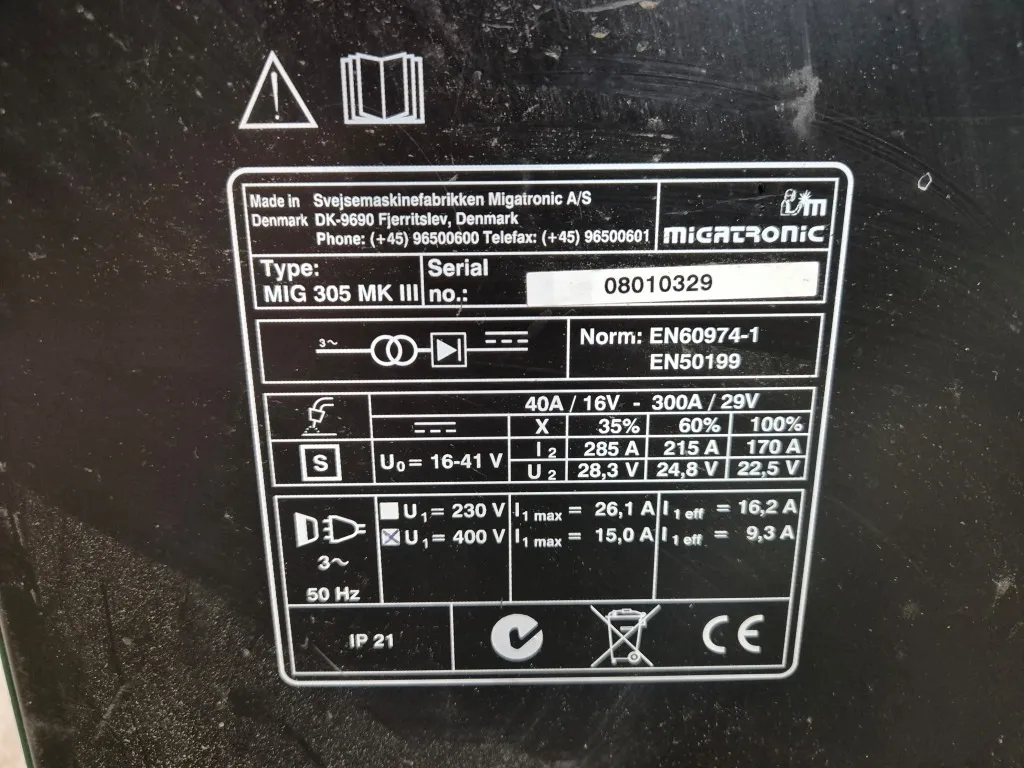 Made in Svejsemaskinefabrikken Migatronic A/S
Denmark DK-9690 Fjerritslev, Denmark
Phone: (+45) 96500600 Telefax: (+45) 96500601
MIGATRONIC
Type:
MIG 305 MK III
Serial
no.:
08010329
3~
Norm: EN60974-1
EN50199
40A / 16V - 300A / 29V
X 35% 60% 100%
S
U0 = 16-41 V
I2 285 A 215 A 170 A
U2 28,3 V 24,8 V 22,5 V
U1 = 230 V I1 max = 26,1 A I1 eff = 16,2 A
U1 = 400 V I1 max = 15,0 A I1 eff = 9,3 A
3~
50 Hz
IP 21
CE